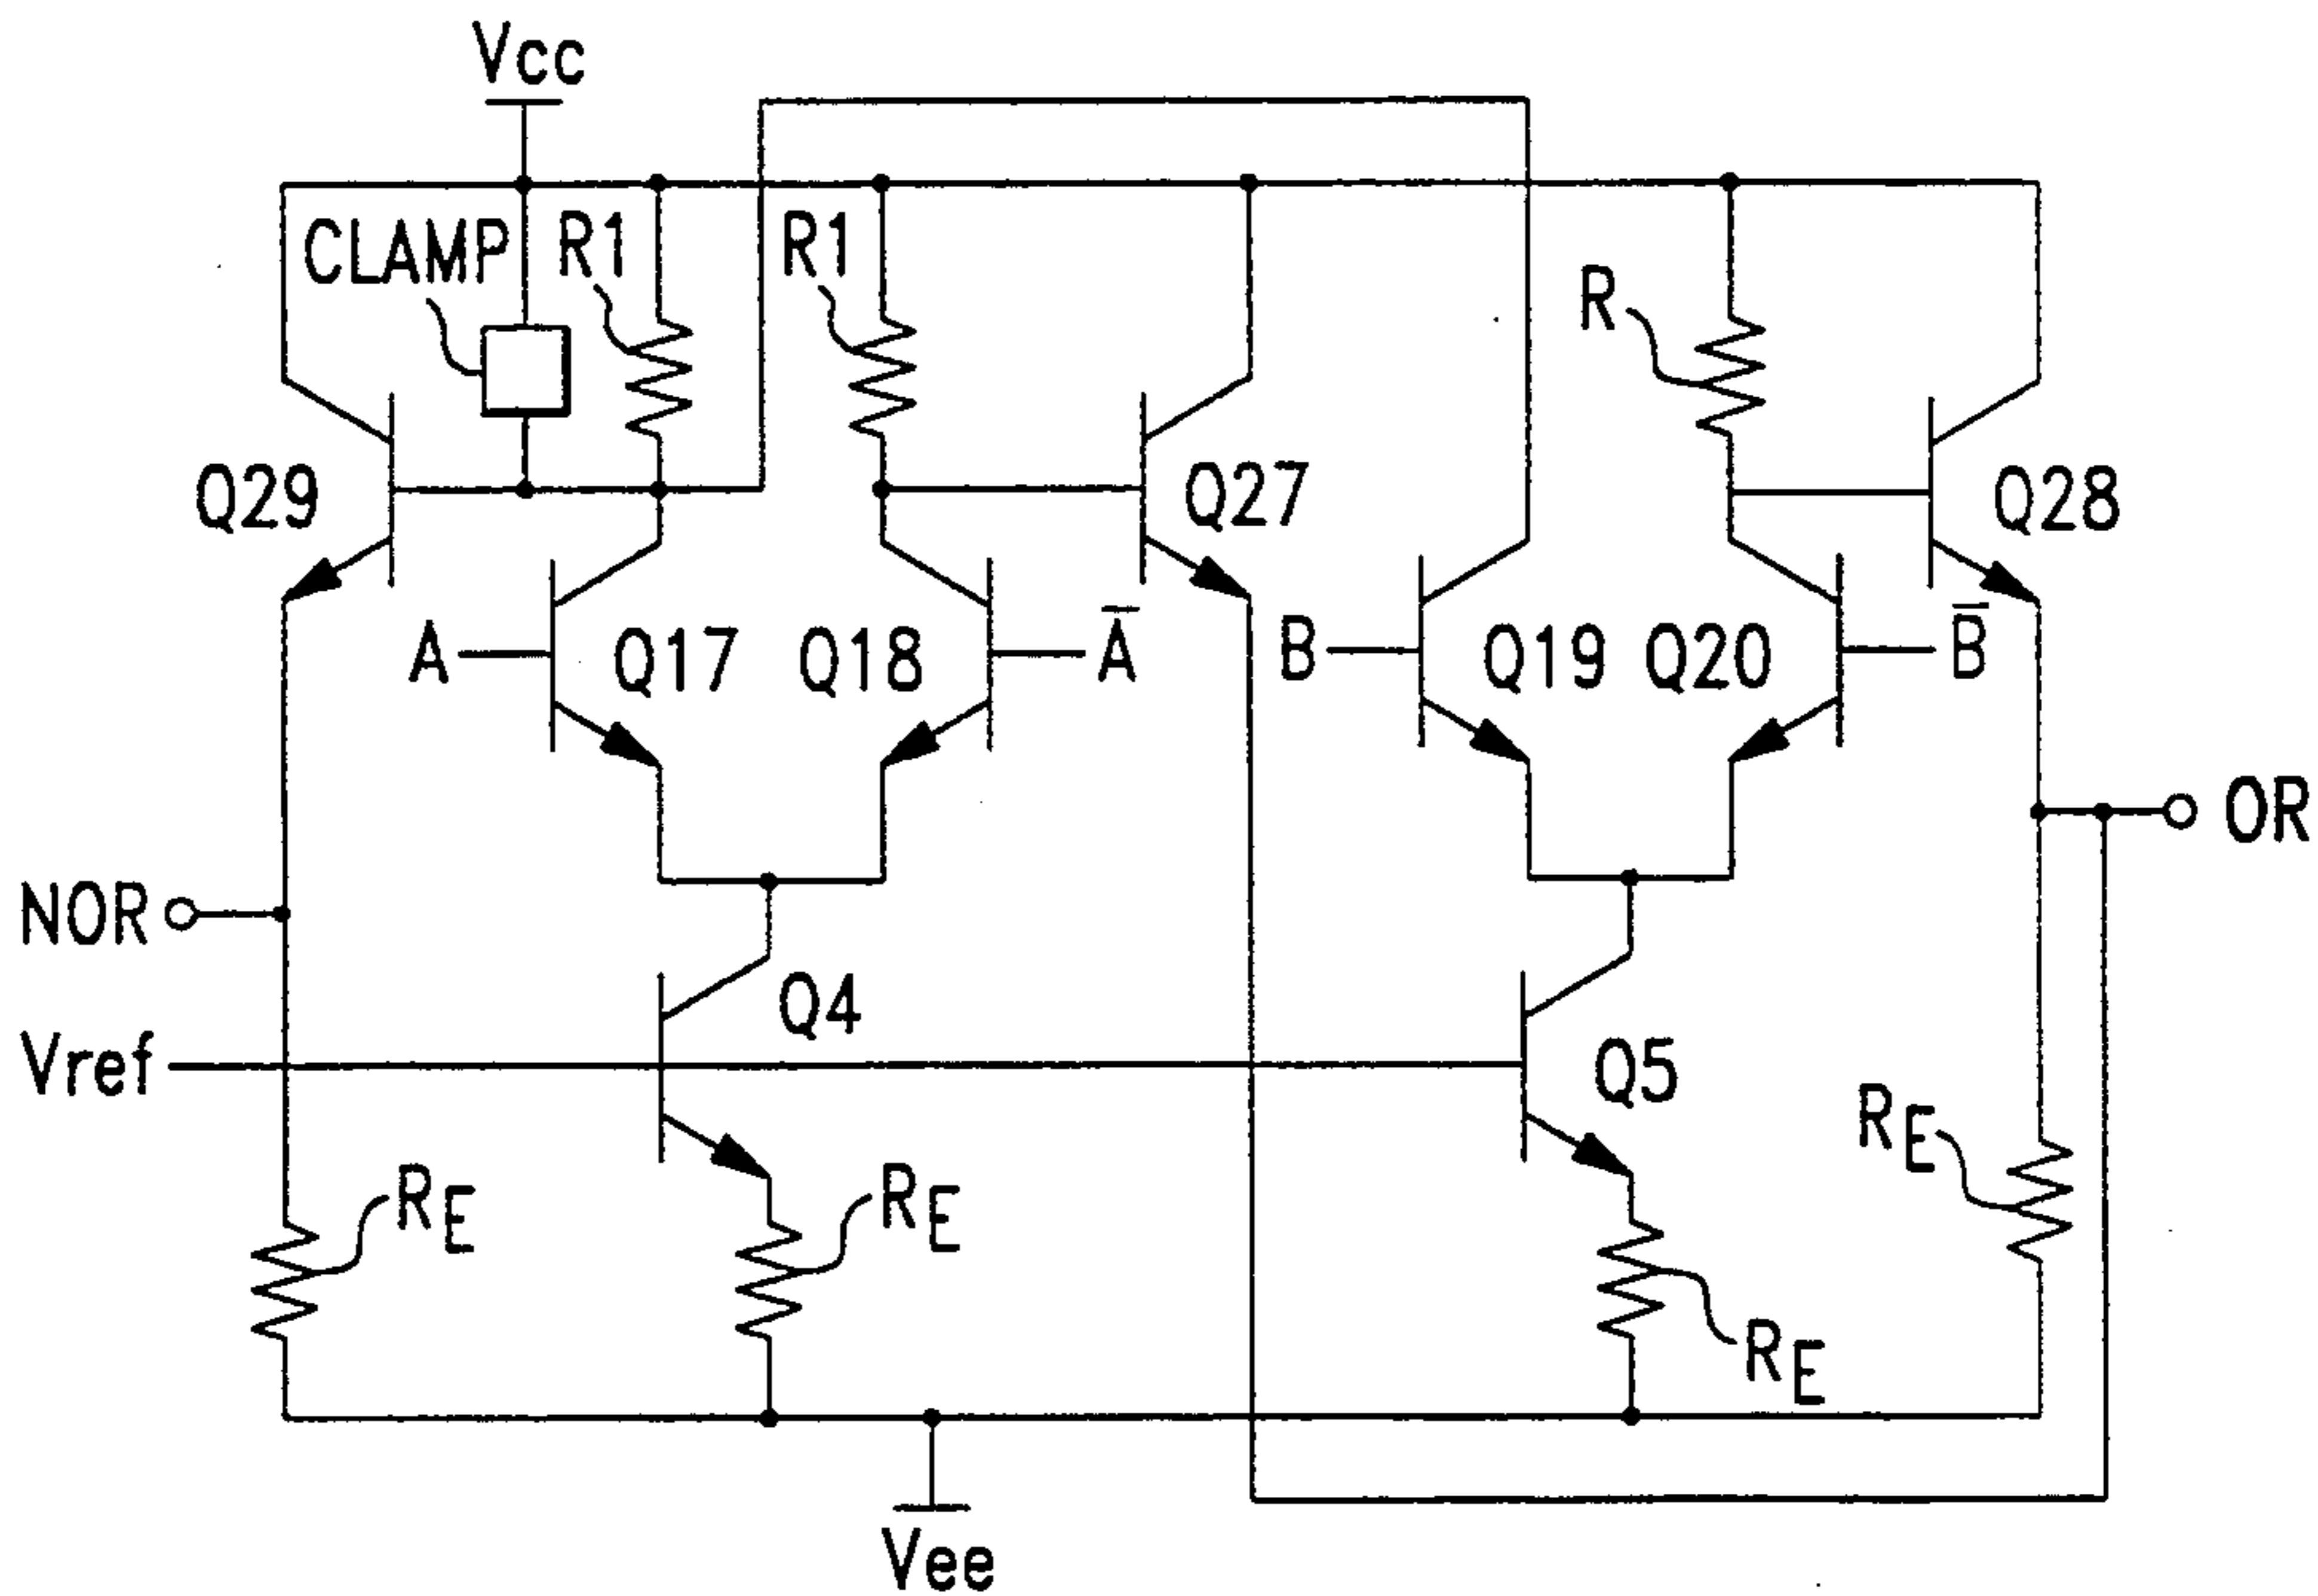 Vcc
CLAMP
R1
R1
R
Q29
Q27
Q28
A
Q17
Q18
A̅
B
Q19
Q20
B̅
OR
NOR
Q4
Vref
Q5
RE
RE
RE
RE
Vee